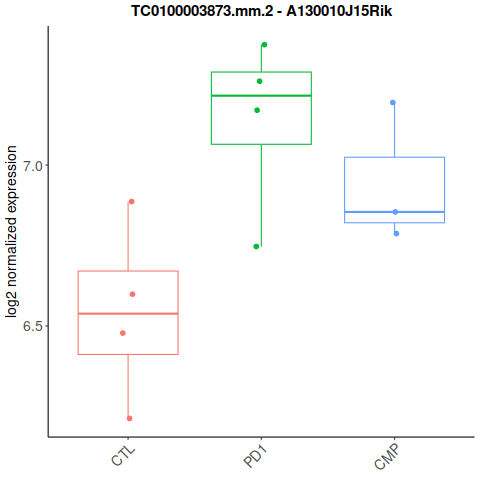 TC0100003873.mm.2 - A130010J15Rik
log2 normalized expression
7.0
6.5
CTL
PD1
CMP